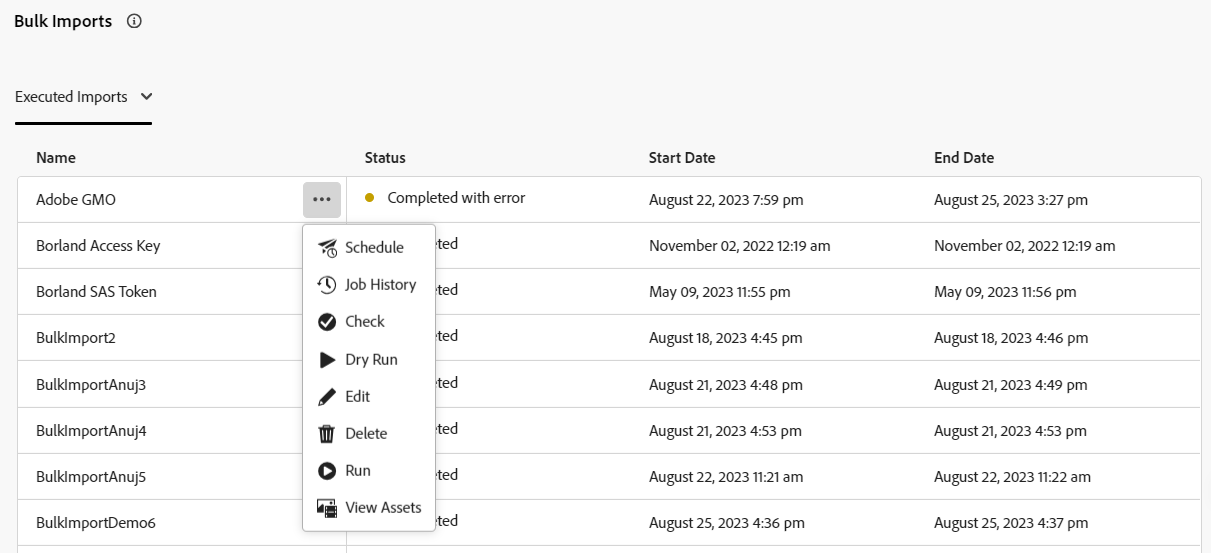 Bulk Imports
Executed Imports
Name Status Start Date End Date
Adobe GMO ••• Completed with error August 22, 2023 7:59 pm August 25, 2023 3:27 pm
Borland Access Key eted November 02, 2022 12:19 am November 02, 2022 12:19 am
Schedule
Borland SAS Token eted May 09, 2023 11:55 pm May 09, 2023 11:56 pm
Job History
BulkImport2 eted August 18, 2023 4:45 pm August 18, 2023 4:46 pm
Check
BulkImportAnuj3 eted August 21, 2023 4:48 pm August 21, 2023 4:49 pm
Dry Run
Edit
BulkImportAnuj4 eted August 21, 2023 4:53 pm August 21, 2023 4:53 pm
Delete
BulkImportAnuj5 eted August 22, 2023 11:21 am August 22, 2023 11:22 am
Run
BulkImportDemo6 eted August 25, 2023 4:36 pm August 25, 2023 4:37 pm
View Assets